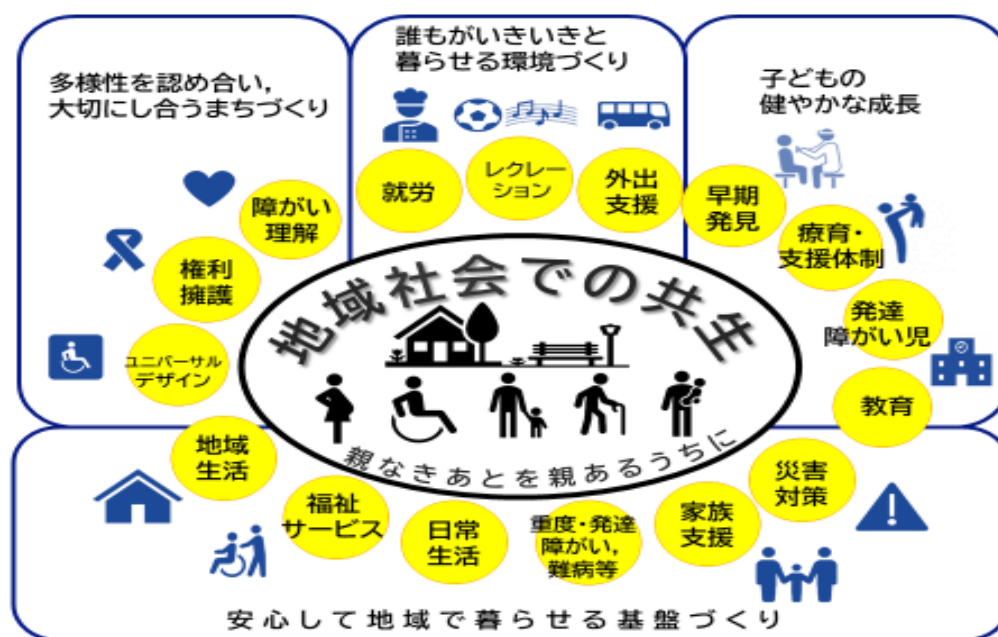 多様性を認め合い,
大切にし合うまちづくり
障がい
理解
権利
擁護
ユニバーサル
デザイン
誰もがいきいきと
暮らせる環境づくり
就労
レクレー
ション
外出
支援
子どもの
健やかな成長
早期
発見
療育・
支援体制
発達
障がい児
教育
地域社会での共生
親なきあとを親あるうちに
地域
生活
福祉
サービス
日常
生活
重度・発達
障がい,
難病等
家族
支援
災害
対策
安心して地域で暮らせる基盤づくり